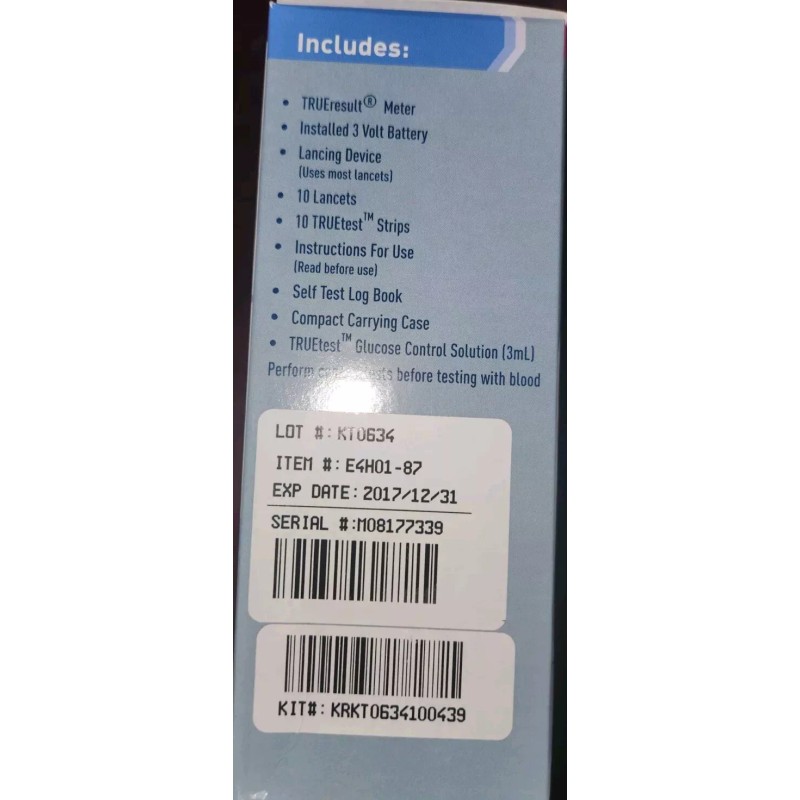 Includes:
• TRUEresult® Meter
• Installed 3 Volt Battery
• Lancing Device
(Uses most lancets)
• 10 Lancets
• 10 TRUEtest™ Strips
• Instructions For Use
(Read before use)
• Self Test Log Book
• Compact Carrying Case
• TRUEtest™ Glucose Control Solution (3mL)
Perform before testing with blood
LOT #: KT0634
ITEM #: E4H01-87
EXP DATE: 2017/12/31
SERIAL #:M08177339
KIT#: KRKT0634100439